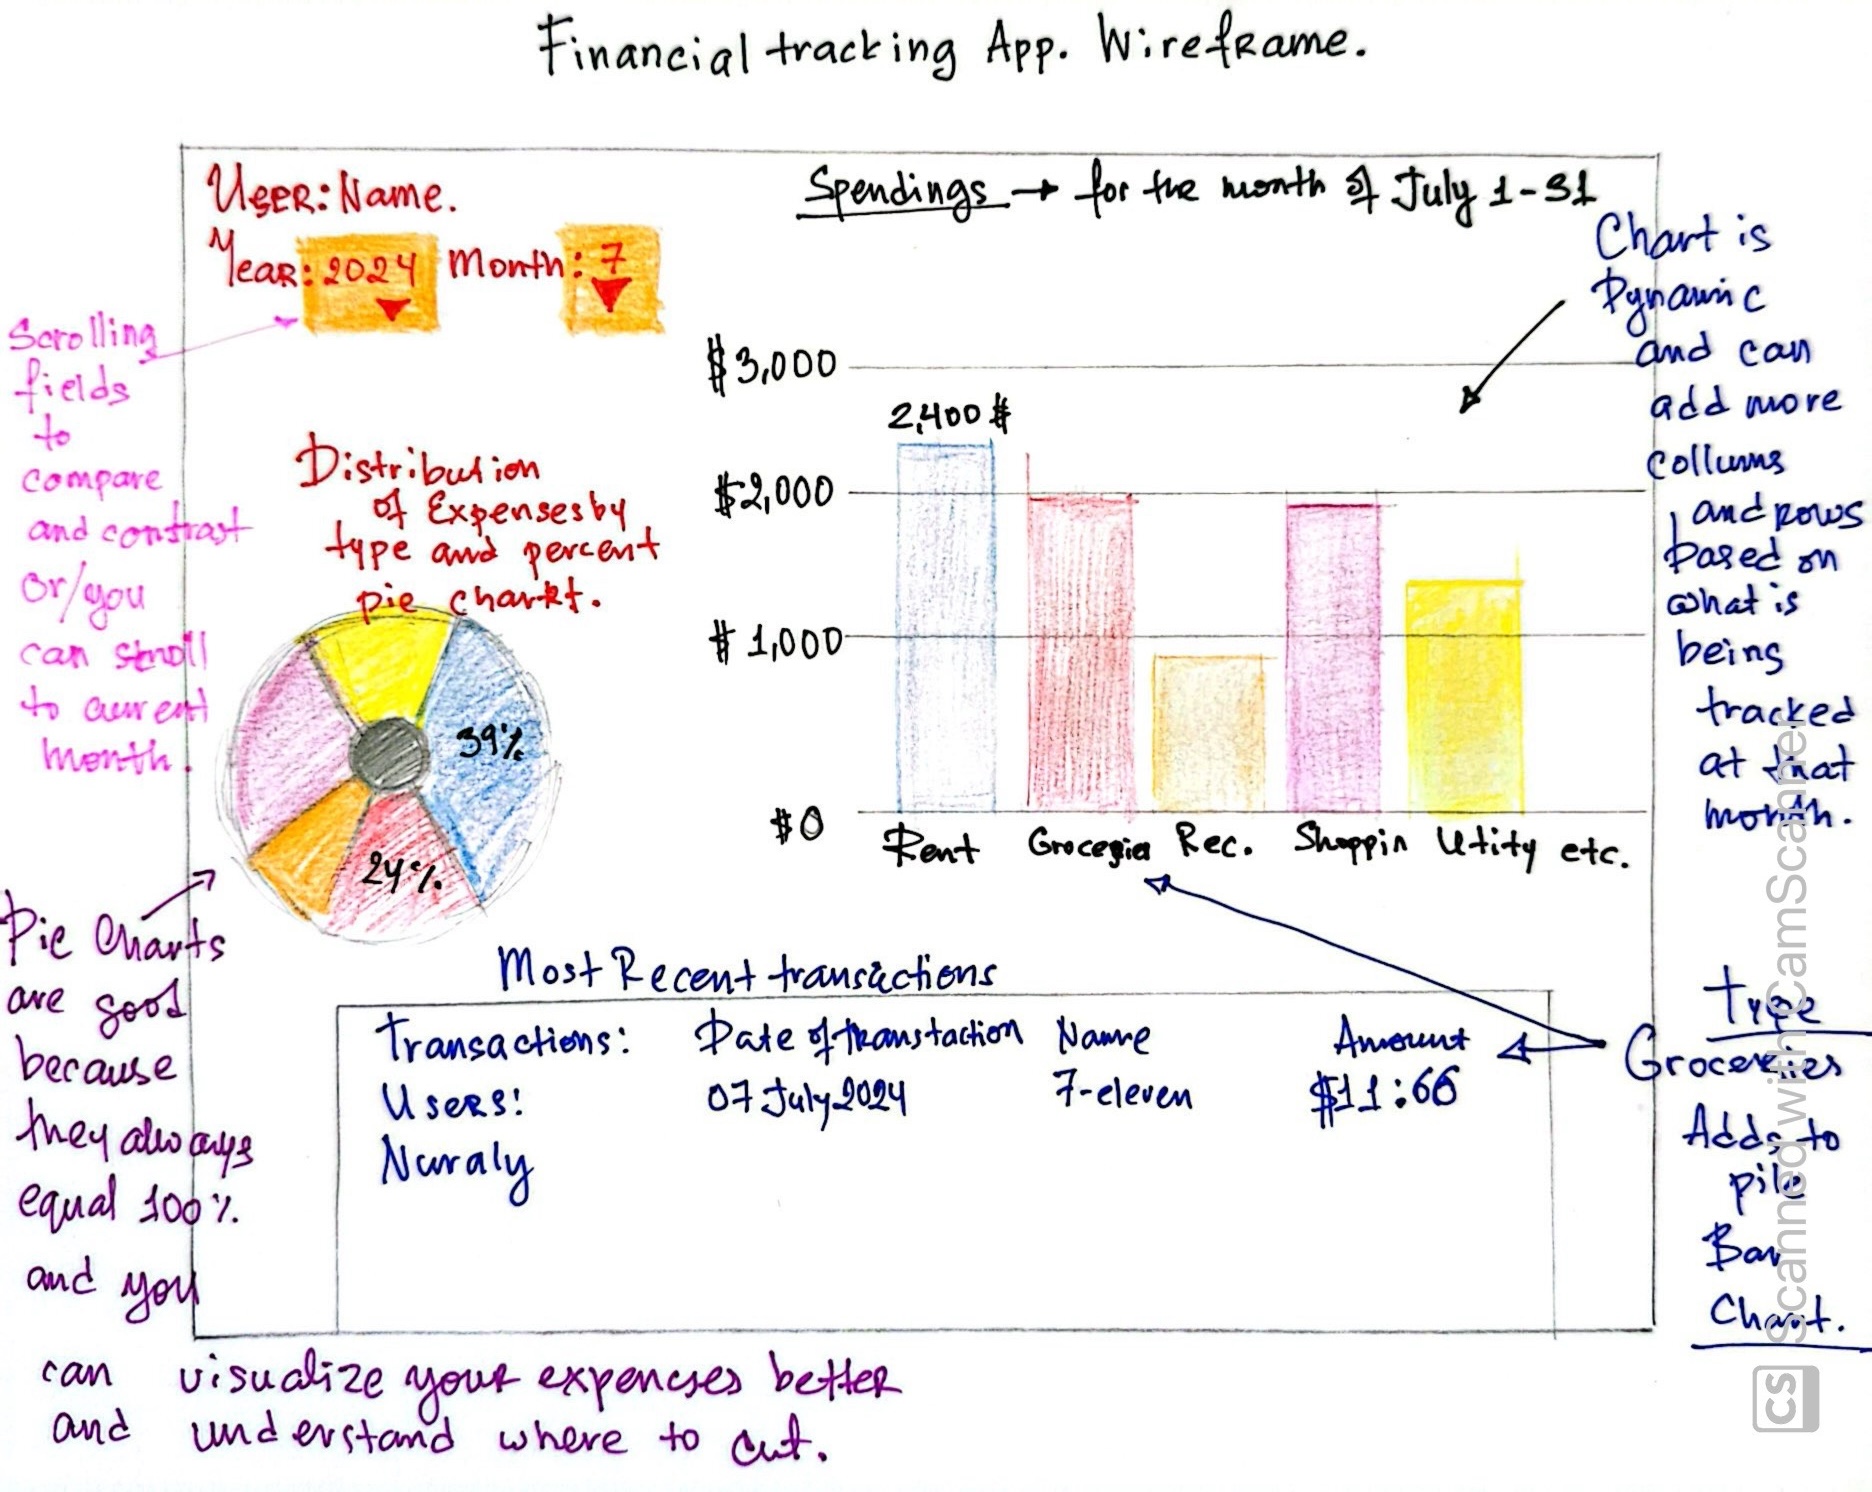 Financial tracking App. Wireframe.
User: Name.
Year: 2024 Month: 7
Spendings → for the month of July 1-31
Scrolling
fields
to
compare
and contrast
or/you
can stroll
to current
month.
Distribution
of Expenses by
type and percent
pie charkt.
39%
24%
$3,000
2,400 $
$2,000
$1,000
$0
Rent Groceries Rec. Shoppin Utity etc.
Chart is
Dynamic
and can
add more
collums
and rows
based on
what is
being
tracked
at that
month.
Pie Charts
are good
because
they always
equal 100%
and you
can visualize your expencses better
and understand where to cut.
Most Recent transactions
Transactions: Date of transtaction Name Amount
Users: 07 July 2024 7-eleven $11:66
Nuraly
Type
Groceries
Adds to
pile
Bar
Chart.
CS Scanned with CamScanner